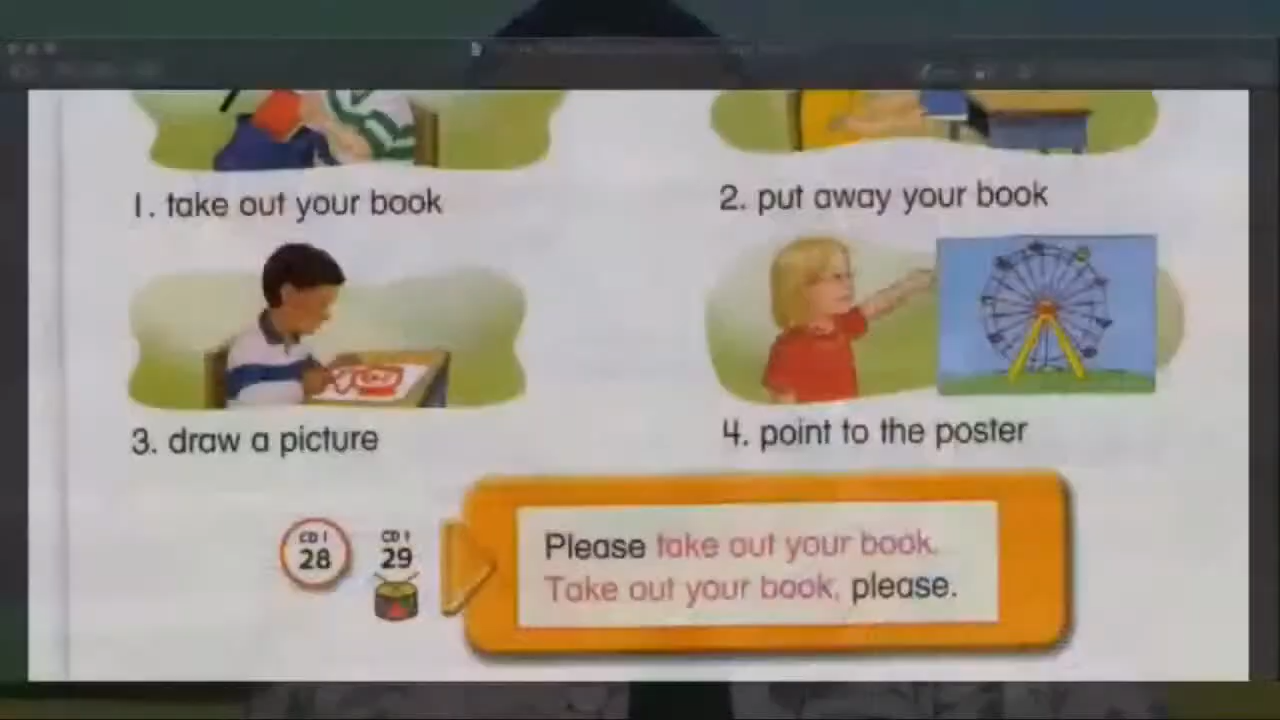 1. take out your book
2. put away your book
3. draw a picture
4. point to the poster
CD 1
28
CD 1
29
Please take out your book.
Take out your book, please.